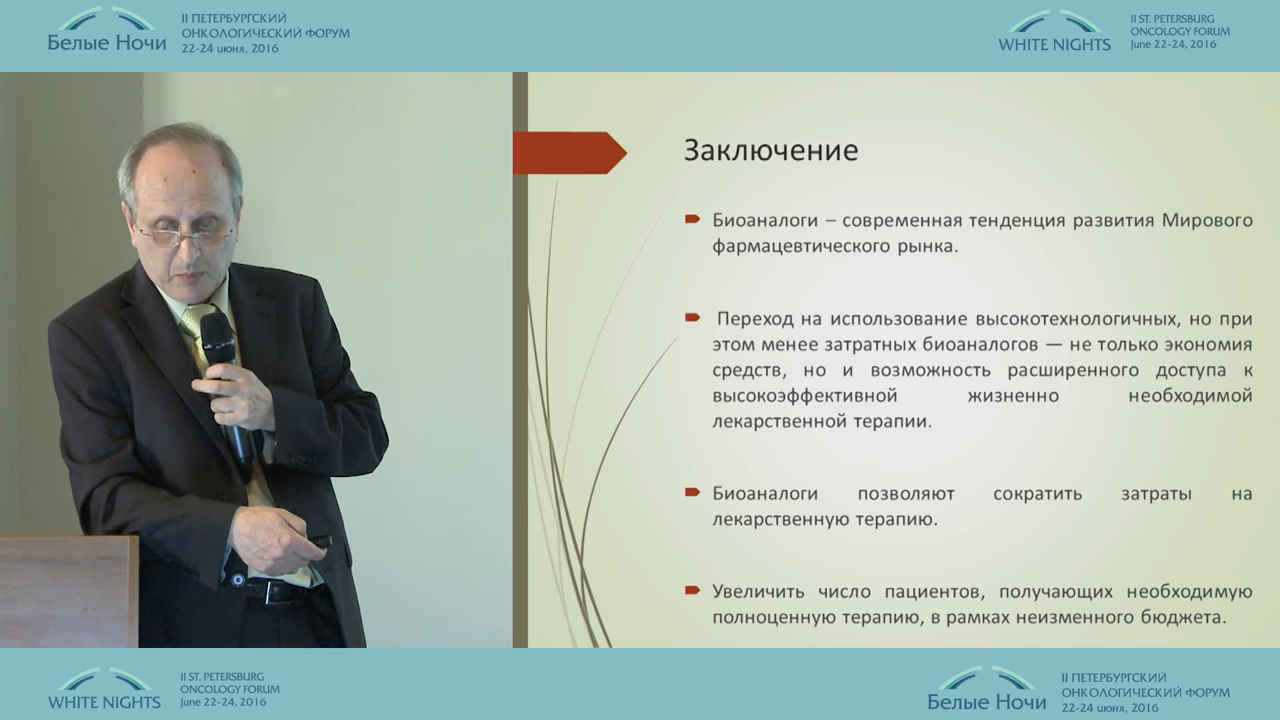 Белые Ночи
II ПЕТЕРБУРГСКИЙ
ОНКОЛОГИЧЕСКИЙ ФОРУМ
22-24 июня, 2016
WHITE NIGHTS
II ST. PETERSBURG
ONCOLOGY FORUM
June 22-24, 2016
Заключение
Биоаналоги – современная тенденция развития Мирового
фармацевтического рынка.
Переход на использование высокотехнологичных, но при
этом менее затратных биоаналогов — не только экономия
средств, но и возможность расширенного доступа к
высокоэффективной жизненно необходимой
лекарственной терапии.
Биоаналоги позволяют сократить затраты на
лекарственную терапию.
Увеличить число пациентов, получающих необходимую
полноценную терапию, в рамках неизменного бюджета.
WHITE NIGHTS
II ST. PETERSBURG
ONCOLOGY FORUM
June 22-24, 2016
Белые Ночи
II ПЕТЕРБУРГСКИЙ
ОНКОЛОГИЧЕСКИЙ ФОРУМ
22-24 июня, 2016